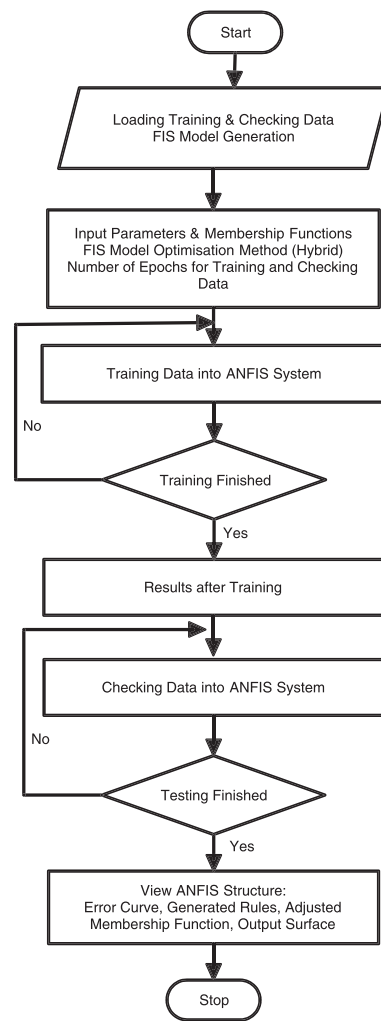 Start
Loading Training & Checking Data
FIS Model Generation
Input Parameters & Membership Functions
FIS Model Optimisation Method (Hybrid)
Number of Epochs for Training and Checking
Data
Training Data into ANFIS System
No
Training Finished
Yes
Results after Training
Checking Data into ANFIS System
No
Testing Finished
Yes
View ANFIS Structure:
Error Curve, Generated Rules, Adjusted
Membership Function, Output Surface
Stop